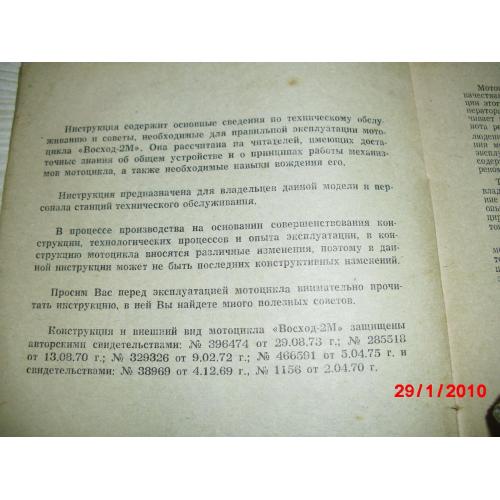 Инструкция содержит основные сведения по техническому обслу-
живанию и советы, необходимые для правильной эксплуатации мото-
цикла «Восход-2М». Она рассчитана на читателей, имеющих доста-
точные знания об общем устройстве и о принципах работы механиз-
мов мотоцикла, а также необходимые навыки вождения его.
Инструкция предназначена для владельцев данной модели и пер-
сонала станций технического обслуживания.
В процессе производства на основании совершенствования кон-
струкции, технологических процессов и опыта эксплуатации, в кон-
струкцию мотоцикла вносятся различные изменения, поэтому в дан-
ной инструкции может не быть последних конструктивных изменений.
Просим Вас перед эксплуатацией мотоцикла внимательно прочи-
тать инструкцию, в ней Вы найдете много полезных советов.
Конструкция и внешний вид мотоцикла «Восход-2М» защищены
авторскими свидетельствами: № 396474 от 29.08.73 г.; № 285518
от 13.08.70 г.; № 329326 от 9.02.72 г.; № 466591 от 5.04.75 г. и
свидетельствами: № 38969 от 4.12.69 г., № 1156 от 2.04.70 г.
Мото
качества
ции этог
ператор
чивает
нота р
29/1/2010